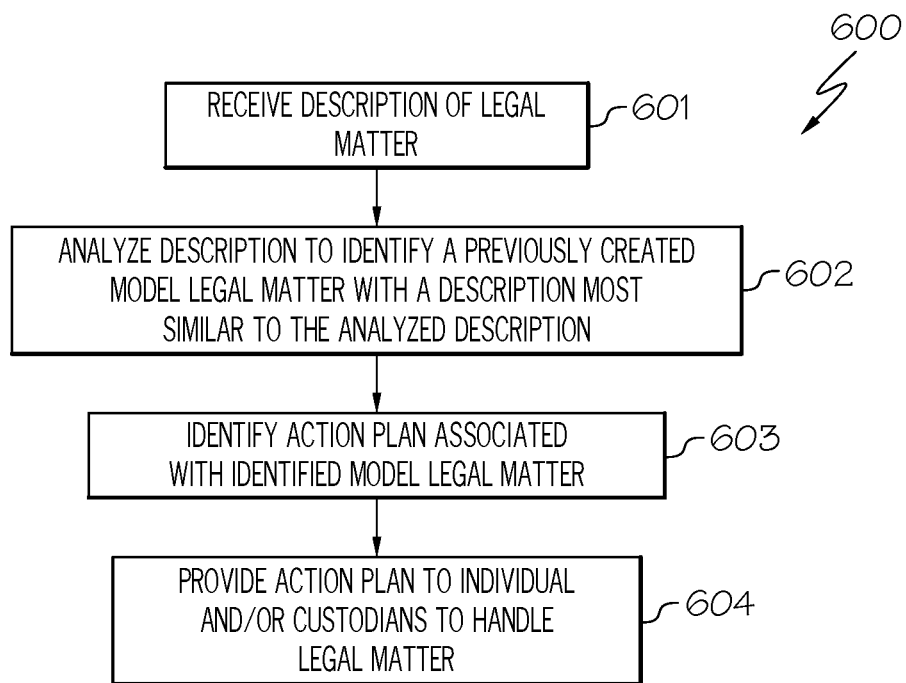 600
RECEIVE DESCRIPTION OF LEGAL
MATTER
601
ANALYZE DESCRIPTION TO IDENTIFY A PREVIOUSLY CREATED
MODEL LEGAL MATTER WITH A DESCRIPTION MOST
SIMILAR TO THE ANALYZED DESCRIPTION
602
IDENTIFY ACTION PLAN ASSOCIATED
WITH IDENTIFIED MODEL LEGAL MATTER
603
PROVIDE ACTION PLAN TO INDIVIDUAL
AND/OR CUSTODIANS TO HANDLE
LEGAL MATTER
604